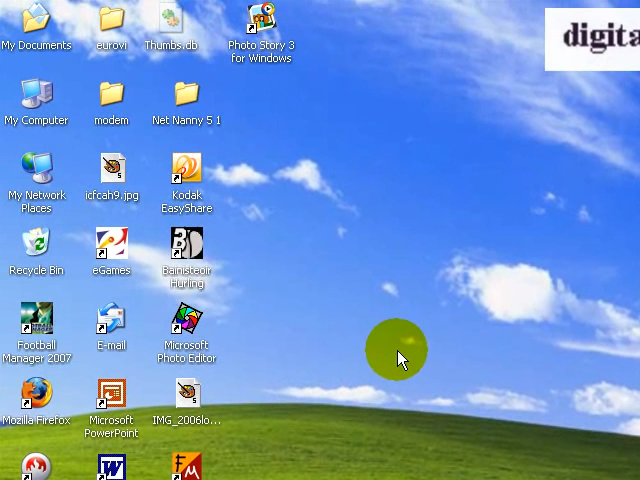 My Documents
eurovi
Thumbs.db
Photo Story 3
for Windows
digita
My Computer
modem
Net Nanny 5 1
My Network
Places
icfcah9.jpg
Kodak
EasyShare
Recycle Bin
eGames
Bainisteoir
Hurling
Football
Manager 2007
E-mail
Microsoft
Photo Editor
Mozilla Firefox
Microsoft
PowerPoint
IMG_2006lo...